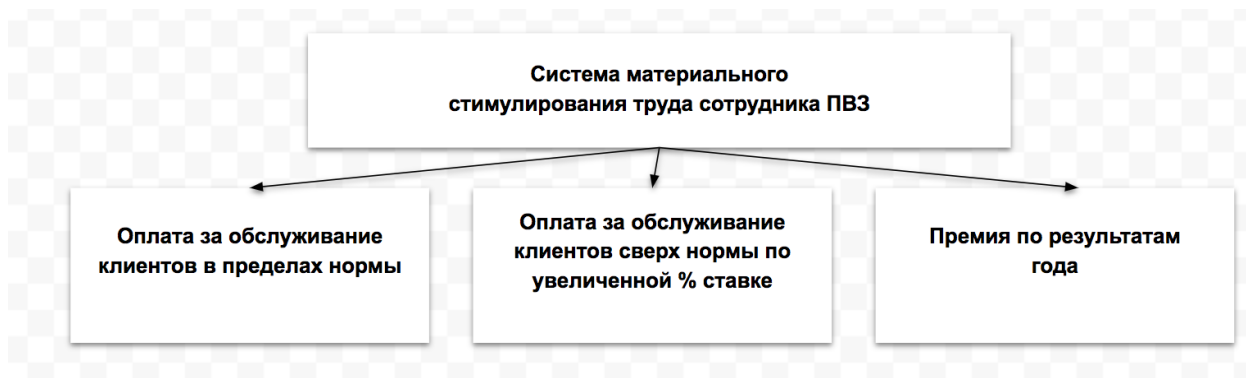 Система материального
стимулирования труда сотрудника ПВЗ
Оплата за обслуживание
клиентов в пределах нормы
Оплата за обслуживание
клиентов сверх нормы по
увеличенной % ставке
Премия по результатам
года